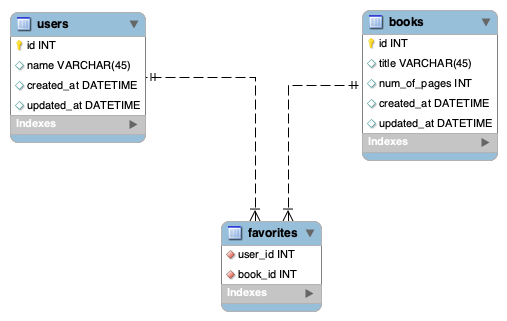 users
id INT
name VARCHAR(45)
created_at DATETIME
updated_at DATETIME
Indexes
books
id INT
title VARCHAR(45)
num_of_pages INT
created_at DATETIME
updated_at DATETIME
Indexes
favorites
user_id INT
book_id INT
Indexes